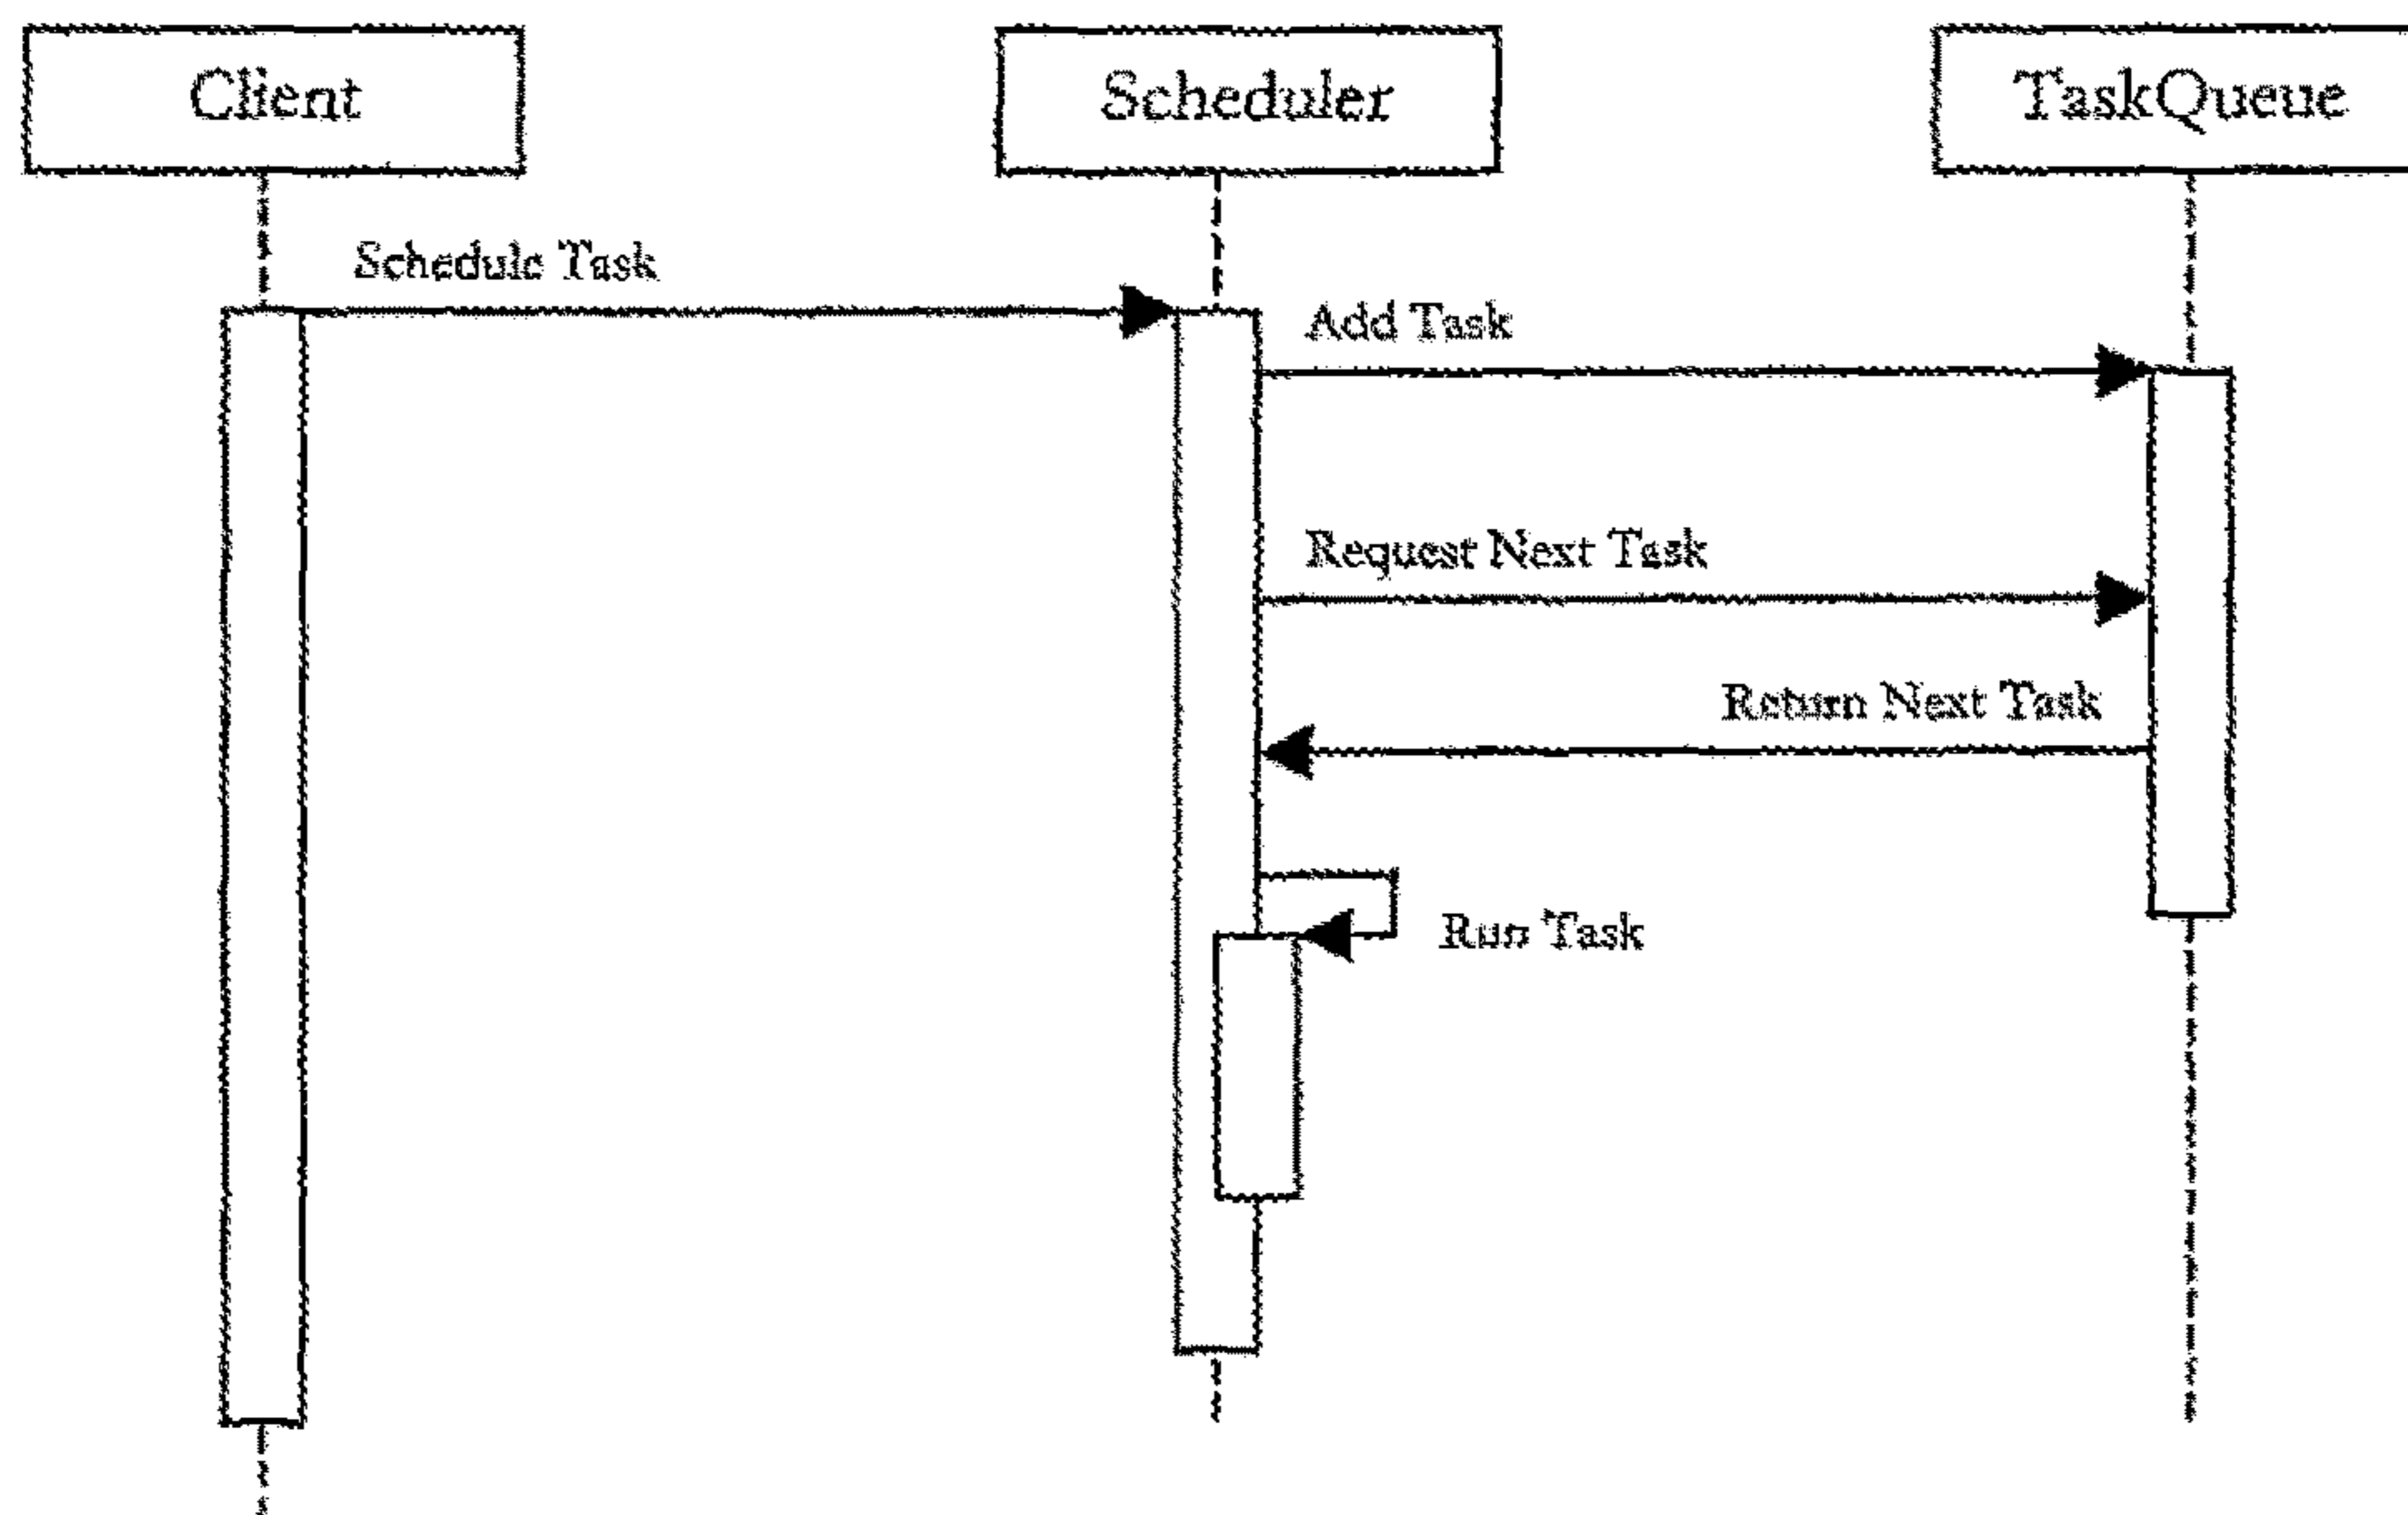 Client
Scheduler
TaskQueue
Schedule Task
Add Task
Request Next Task
Return Next Task
Run Task